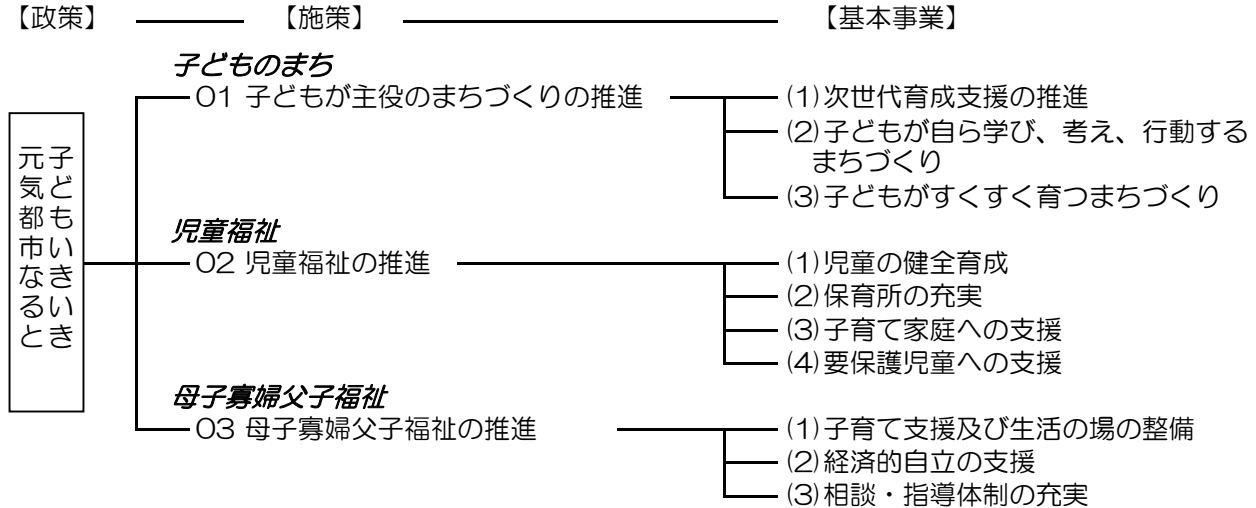 【政策】 【施策】 【基本事業】
子どもいきいき
元気都市なると
子どものまち
01 子どもが主役のまちづくりの推進
(1)次世代育成支援の推進
(2)子どもが自ら学び、考え、行動する
まちづくり
(3)子どもがすくすく育つまちづくり
児童福祉
02 児童福祉の推進
(1)児童の健全育成
(2)保育所の充実
(3)子育て家庭への支援
(4)要保護児童への支援
母子寡婦父子福祉
03 母子寡婦父子福祉の推進
(1)子育て支援及び生活の場の整備
(2)経済的自立の支援
(3)相談・指導体制の充実